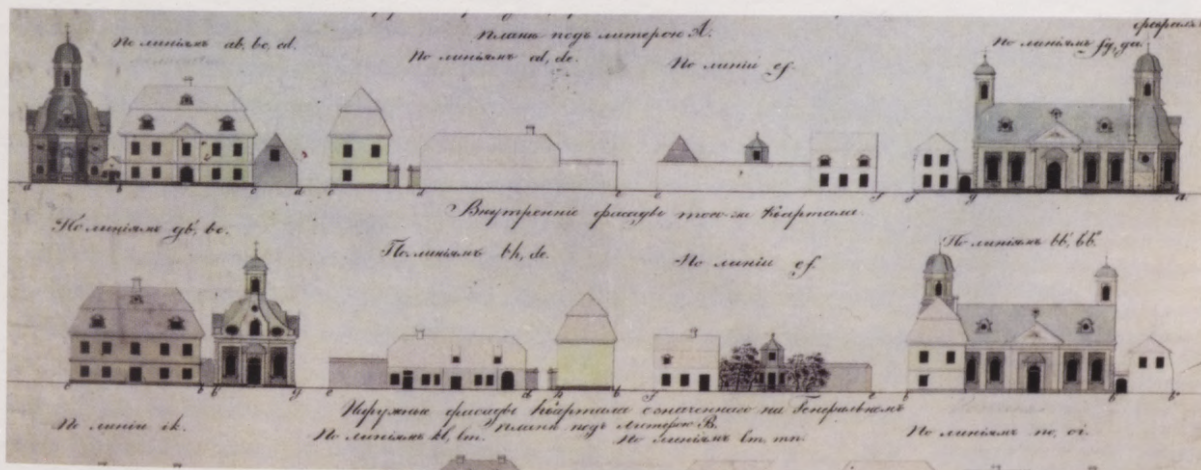 плана подъ литерою А.
По линіямъ ab, bc, cd.
По линіямъ cd, de.
По линіи ef.
По линіямъ fg, ga.
a b c d d e e f g g a
Внутренніе фасады того-же Квартала.
По линіямъ gb', bc.
По линіямъ bh, de.
По линіи ef.
По линіямъ bb', bb'.
Наружные фасады Квартала означеннаго на Генеральномъ
планѣ подъ литерою В.
По линіи ik.
По линіямъ kl, lm.
По линіямъ lm, mn.
По линіямъ no, oi.